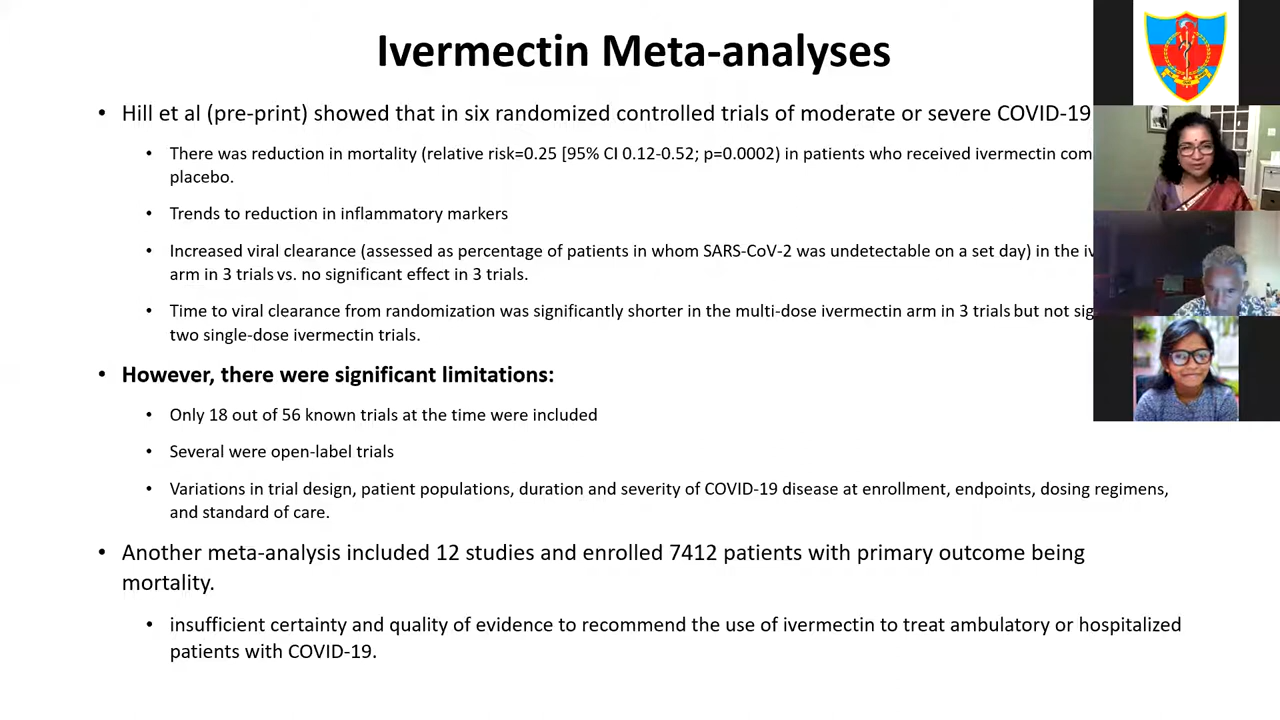 Ivermectin Meta-analyses
• Hill et al (pre-print) showed that in six randomized controlled trials of moderate or severe COVID-19
• There was reduction in mortality (relative risk=0.25 [95% CI 0.12-0.52; p=0.0002) in patients who received ivermectin com
placebo.
• Trends to reduction in inflammatory markers
• Increased viral clearance (assessed as percentage of patients in whom SARS-CoV-2 was undetectable on a set day) in the
arm in 3 trials vs. no significant effect in 3 trials.
• Time to viral clearance from randomization was significantly shorter in the multi-dose ivermectin arm in 3 trials but not sig
two single-dose ivermectin trials.
• However, there were significant limitations:
• Only 18 out of 56 known trials at the time were included
• Several were open-label trials
• Variations in trial design, patient populations, duration and severity of COVID-19 disease at enrollment, endpoints, dosing regimens,
and standard of care.
• Another meta-analysis included 12 studies and enrolled 7412 patients with primary outcome being
mortality.
• insufficient certainty and quality of evidence to recommend the use of ivermectin to treat ambulatory or hospitalized
patients with COVID-19.